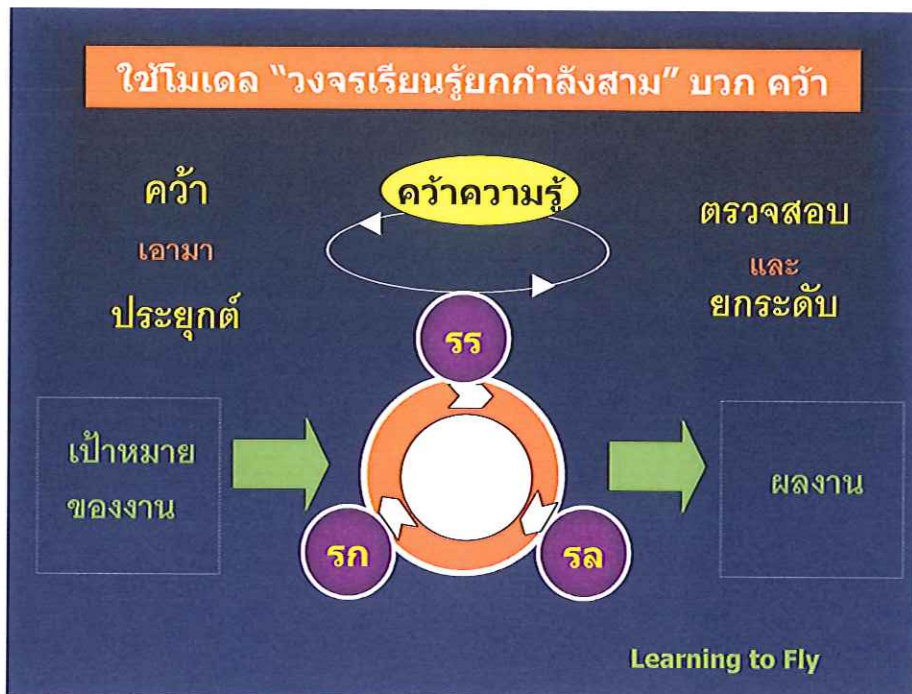 ใช้โมเดล “วงจรเรียนรู้ยกกำลังสาม” บวก คว้า
คว้าความรู้
คว้า
เอามา
ประยุกต์
ตรวจสอบ
และ
ยกระดับ
รร
เป้าหมาย
ของงาน
ผลงาน
รก
รล
Learning to Fly